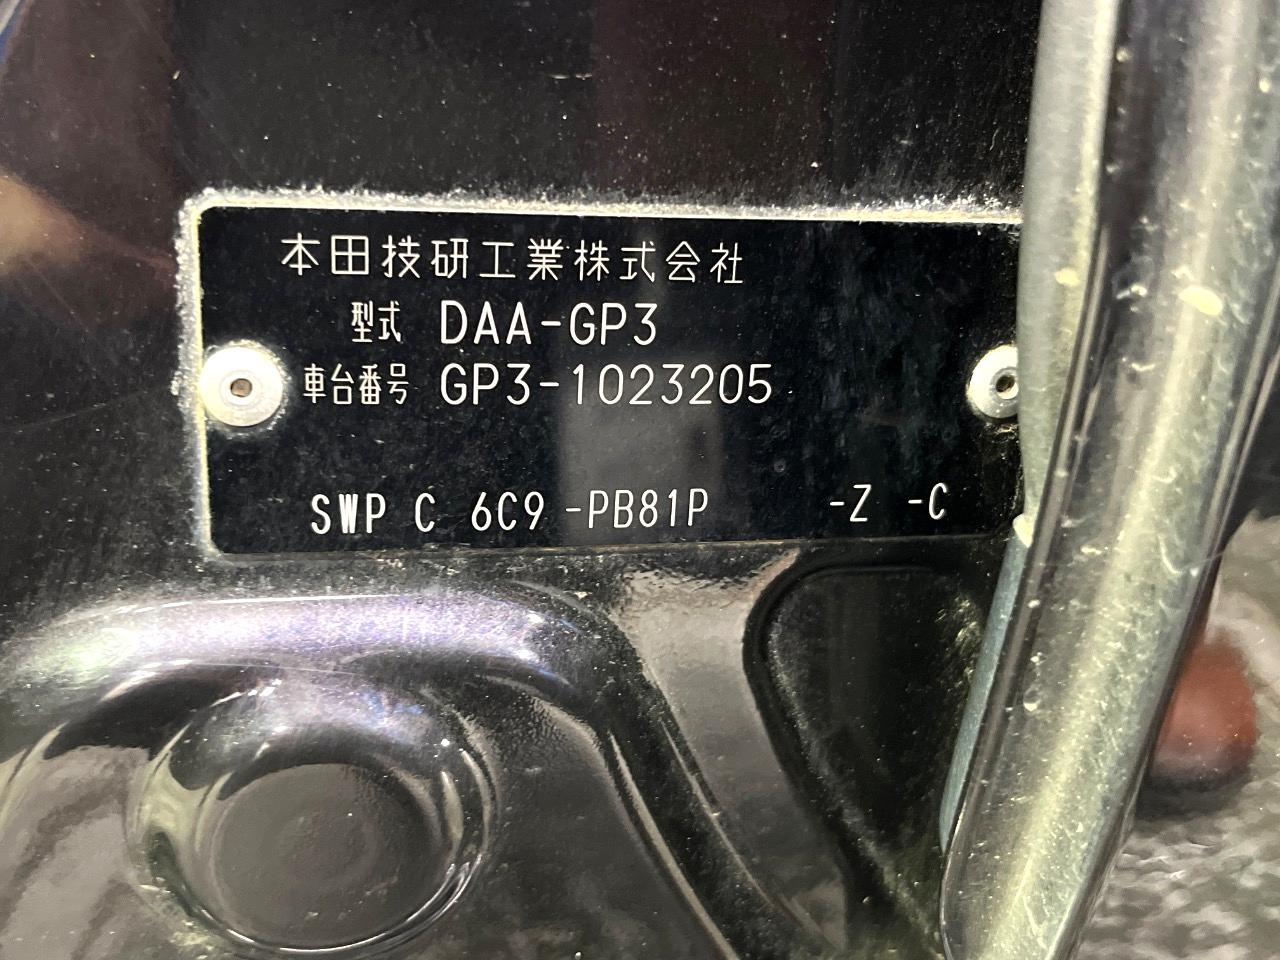 本田技研工業株式会社
型式 DAA-GP3
車台番号 GP3-1023205
SWP C 6C9 -PB81P -Z -C